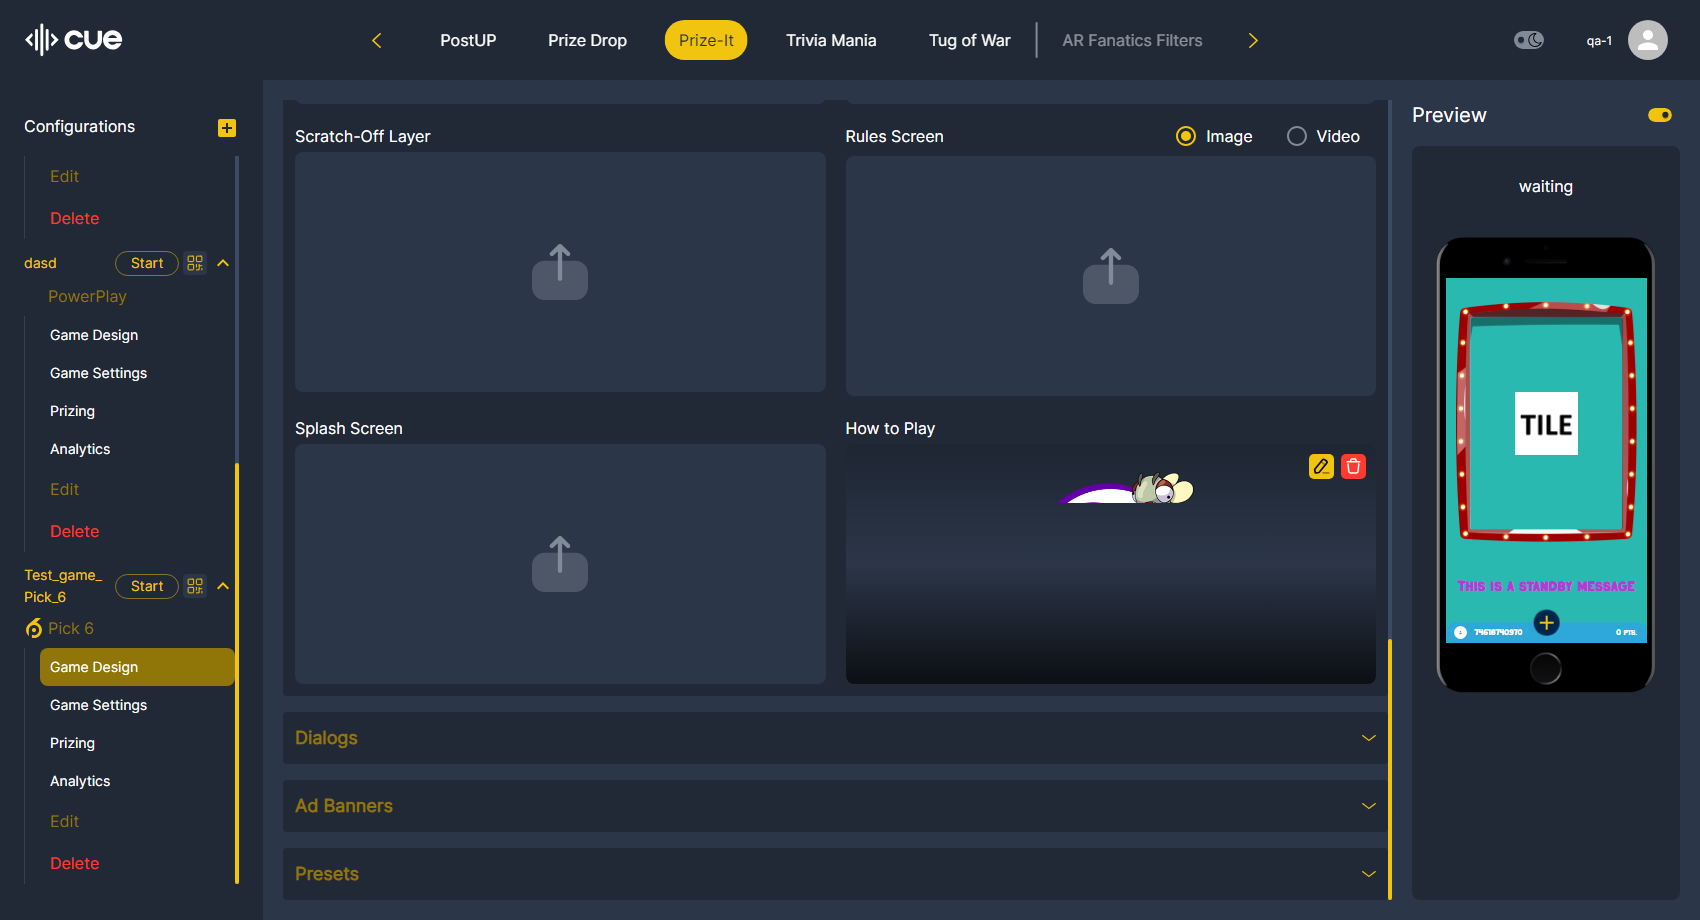 cue
PostUP
Prize Drop
Prize-It
Trivia Mania
Tug of War
AR Fanatics Filters
qa-1
Configurations
Edit
Delete
dasd
Start
PowerPlay
Game Design
Game Settings
Prizing
Analytics
Edit
Delete
Test_game_
Pick_6
Start
Pick 6
Game Design
Game Settings
Prizing
Analytics
Edit
Delete
Scratch-Off Layer
Rules Screen
Image
Video
Splash Screen
How to Play
Dialogs
Ad Banners
Presets
Preview
waiting
TILE
THIS IS A STANDBY MESSAGE
74618740970
0 PTS.